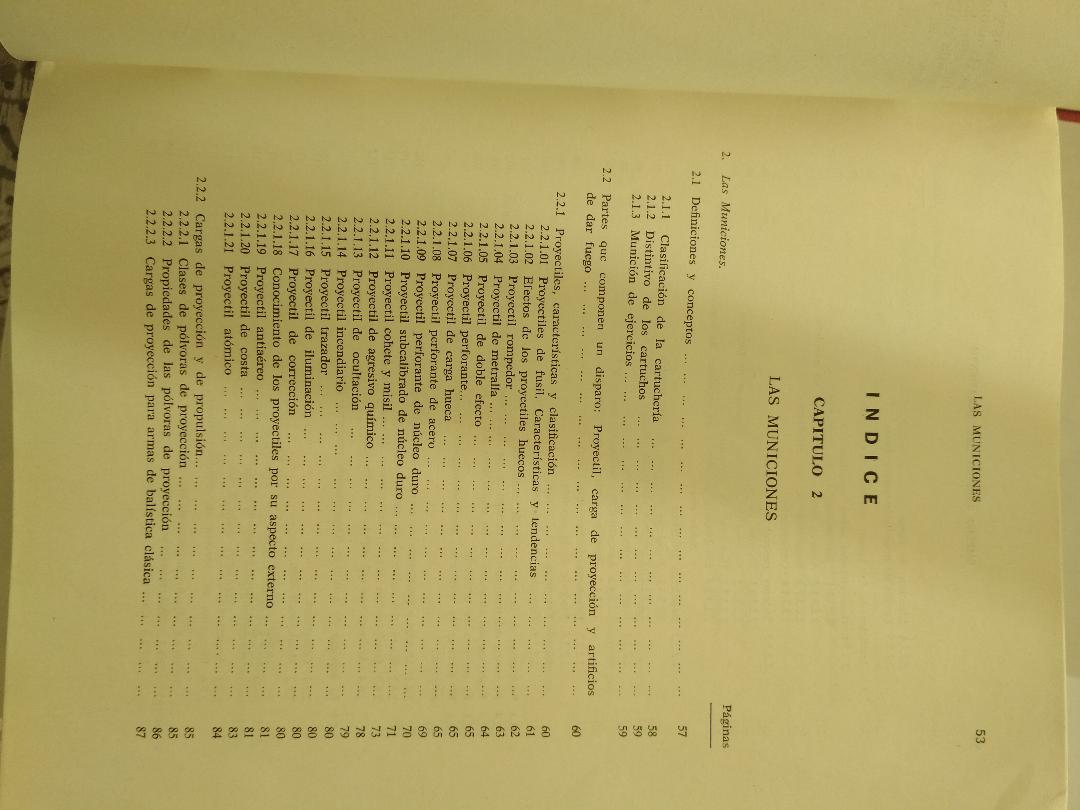 LAS MUNICIONES 53
I N D I C E
CAPITULO 2
LAS MUNICIONES
Páginas
2. Las Municiones.
2.1 Definiciones y conceptos ... ... ... ... ... ... ... ... ... ... ... 57
2.1.1 Clasificación de la cartuchería ... ... ... ... ... ... ... ... 58
2.1.2 Distintivo de los cartuchos ... ... ... ... ... ... ... ... 59
2.1.3 Munición de ejercicios ... ... ... ... ... ... ... ... ... 59
2.2 Partes que componen un disparo; Proyectil, carga de proyección y artificios
de dar fuego ... ... ... ... ... ... ... ... ... ... ... ... 60
2.2.1 Proyectiles, características y clasificación ... ... ... ... ... ... 60
2.2.1.01 Proyectiles de fusil. Características y tendencias ... ... ... ... 61
2.2.1.02 Efectos de los proyectiles huecos ... ... ... ... ... ... 62
2.2.1.03 Proyectil rompedor ... ... ... ... ... ... ... ... 63
2.2.1.04 Proyectil de metralla ... ... ... ... ... ... ... ... 64
2.2.1.05 Proyectil de doble efecto ... ... ... ... ... ... ... 65
2.2.1.06 Proyectil perforante... ... ... ... ... ... ... ... ... 65
2.2.1.07 Proyectil de carga hueca ... ... ... ... ... ... ... 65
2.2.1.08 Proyectil perforante de acero ... ... ... ... ... ... 69
2.2.1.09 Proyectil perforante de núcleo duro ... ... ... ... ... 70
2.2.1.10 Proyectil subcalibrado de núcleo duro ... ... ... ... ... 71
2.2.1.11 Proyectil cohete y misil ... ... ... ... ... ... ... ... 73
2.2.1.12 Proyectil de agresivo químico ... ... ... ... ... ... 78
2.2.1.13 Proyectil de ocultación ... ... ... ... ... ... ... 79
2.2.1.14 Proyectil incendiario ... ... ... ... ... ... ... ... 80
2.2.1.15 Proyectil trazador ... ... ... ... ... ... ... ... 80
2.2.1.16 Proyectil de iluminación ... ... ... ... ... ... ... 80
2.2.1.17 Proyectil de corrección ... ... ... ... ... ... ... 80
2.2.1.18 Conocimiento de los proyectiles por su aspecto externo ... ... ... 81
2.2.1.19 Proyectil antiaéreo ... ... ... ... ... ... ... ... 81
2.2.1.20 Proyectil de costa ... ... ... ... ... ... ... ... 83
2.2.1.21 Proyectil atómico ... ... ... ... ... ... ... ... 84
2.2.2 Cargas de proyección y de propulsión... ... ... ... ... ... ... 85
2.2.2.1 Clases de pólvoras de proyección ... ... ... ... ... ... 85
2.2.2.2 Propiedades de las pólvoras de proyección ... ... ... ... ... 86
2.2.2.3 Cargas de proyección para armas de balística clásica ... ... ... ... 87